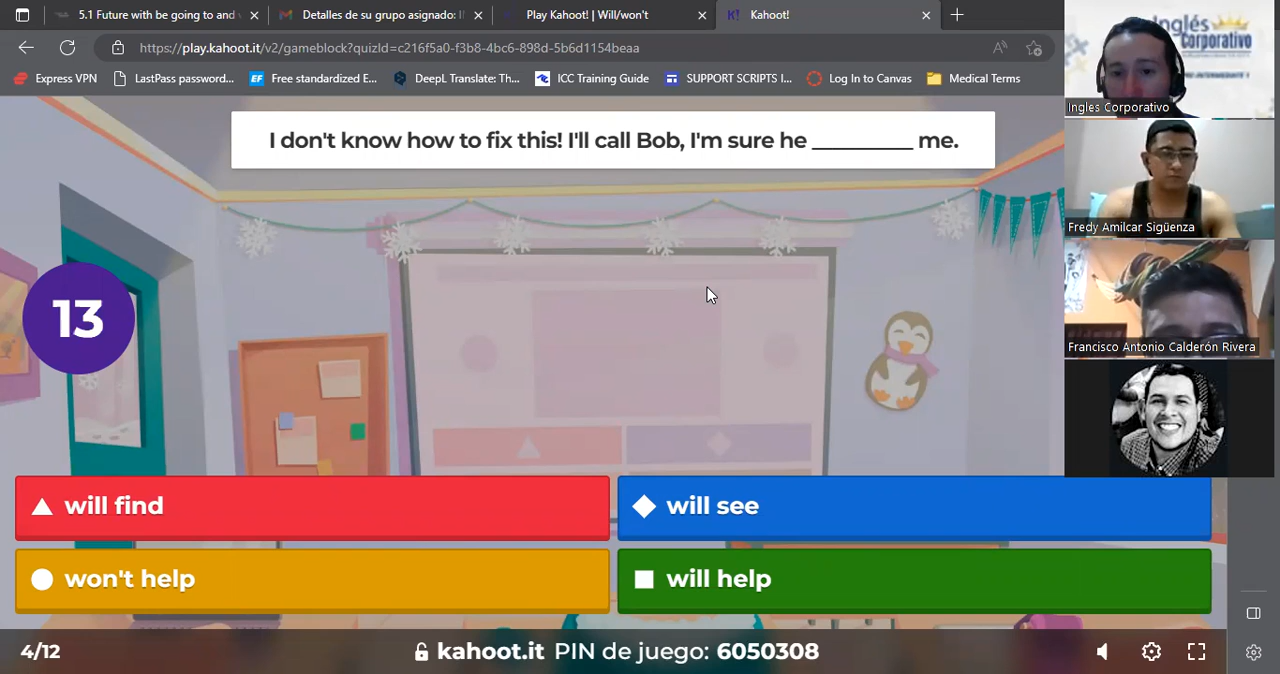 5.1 Future with be going to and
Detalles de su grupo asignado: I
Play Kahoot! | Will/won't
K! Kahoot!
https://play.kahoot.it/v2/gameblock?quizId=c216f5a0-f3b8-4bc6-898d-5b6d1154beaa
Express VPN
LastPass password...
EF Free standardized E...
DeepL Translate: Th...
ICC Training Guide
SUPPORT SCRIPTS I...
Log In to Canvas
Medical Terms
Inglés
Corporativo
Ingles Corporativo
Fredy Amilcar Sigüenza
Francisco Antonio Calderón Rivera
I don't know how to fix this! I'll call Bob, I'm sure he _________ me.
13
will find
will see
won't help
will help
4/12
kahoot.it PIN de juego: 6050308